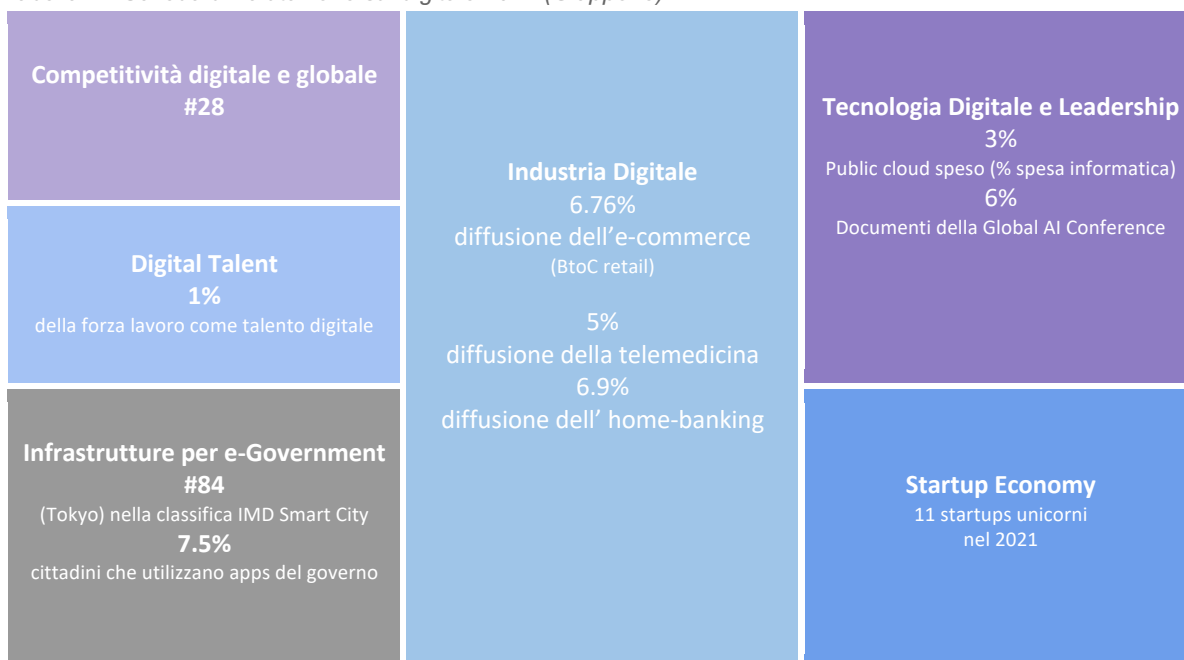 Competitività digitale e globale
#28
Digital Talent
1%
della forza lavoro come talento digitale
Infrastrutture per e-Government
#84
(Tokyo) nella classifica IMD Smart City
7.5%
cittadini che utilizzano apps del governo
Industria Digitale
6.76%
diffusione dell’e-commerce
(BtoC retail)
5%
diffusione della telemedicina
6.9%
diffusione dell’ home-banking
Tecnologia Digitale e Leadership
3%
Public cloud speso (% spesa informatica)
6%
Documenti della Global AI Conference
Startup Economy
11 startups unicorni
nel 2021